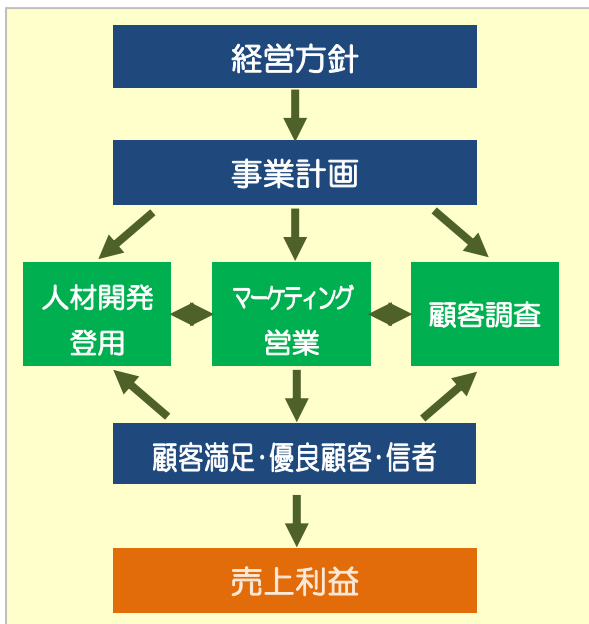 経営方針
事業計画
人材開発
登用
マーケティング
営業
顧客調査
顧客満足・優良顧客・信者
売上利益